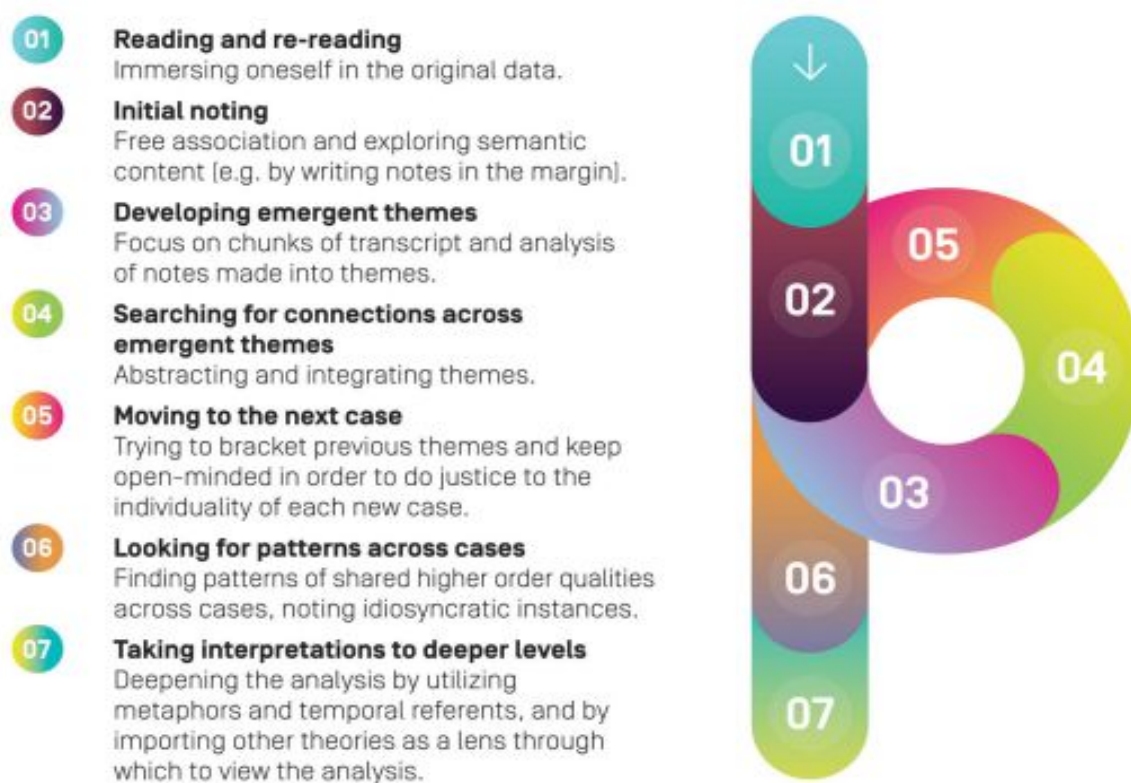 01
Reading and re-reading
Immersing oneself in the original data.
02
Initial noting
Free association and exploring semantic
content (e.g. by writing notes in the margin).
03
Developing emergent themes
Focus on chunks of transcript and analysis
of notes made into themes.
04
Searching for connections across
emergent themes
Abstracting and integrating themes.
05
Moving to the next case
Trying to bracket previous themes and keep
open-minded in order to do justice to the
individuality of each new case.
06
Looking for patterns across cases
Finding patterns of shared higher order qualities
across cases, noting idiosyncratic instances.
07
Taking interpretations to deeper levels
Deepening the analysis by utilizing
metaphors and temporal referents, and by
importing other theories as a lens through
which to view the analysis.
01
05
02
04
03
06
07